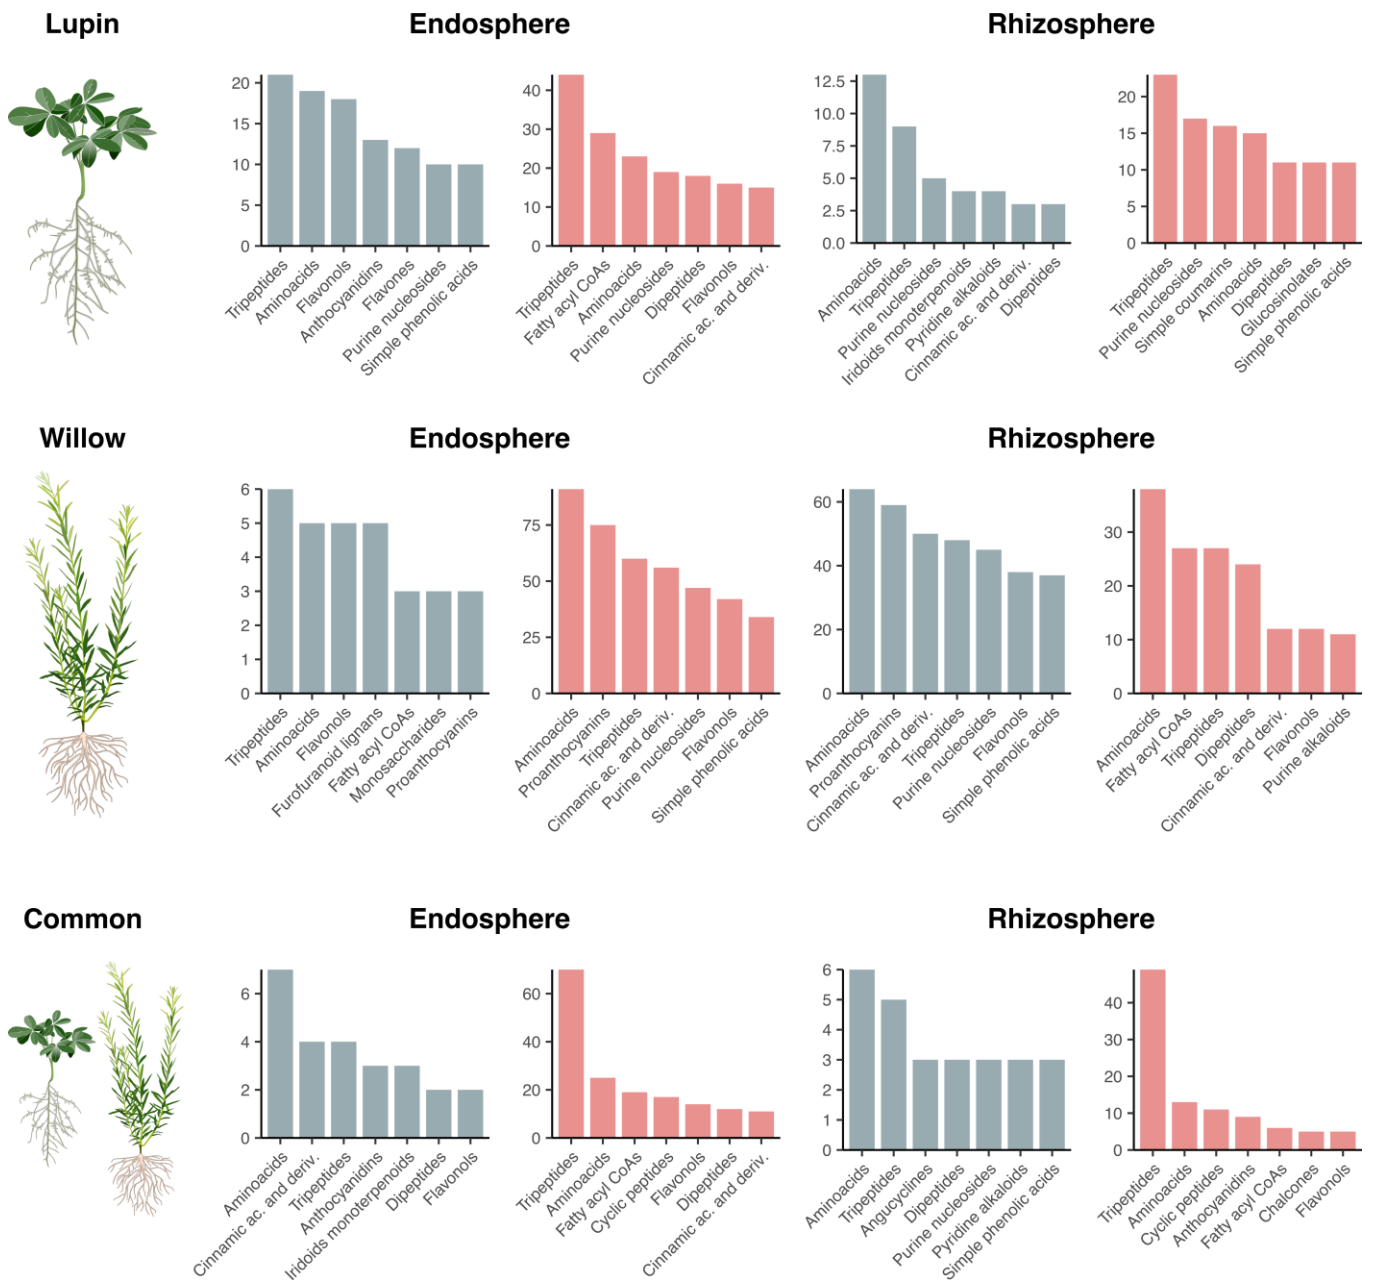 Lupin
Endosphere
Rhizosphere
20
15
10
5
0
Tripeptides
Aminoacids
Flavonols
Anthocyanidins
Flavones
Purine nucleosides
Simple phenolic acids
40
30
20
10
0
Tripeptides
Fatty acyl CoAs
Aminoacids
Purine nucleosides
Dipeptides
Flavonols
Cinnamic ac. and deriv.
12.5
10.0
7.5
5.0
2.5
0.0
Aminoacids
Tripeptides
Purine nucleosides
Iridoids monoterpenoids
Pyridine alkaloids
Cinnamic ac. and deriv.
Dipeptides
20
15
10
5
0
Tripeptides
Purine nucleosides
Simple coumarins
Aminoacids
Dipeptides
Glucosinolates
Simple phenolic acids
Willow
Endosphere
Rhizosphere
6
5
4
3
2
1
0
Tripeptides
Aminoacids
Flavonols
Furofuranoid lignans
Fatty acyl CoAs
Monosaccharides
Proanthocyanins
75
50
25
0
Aminoacids
Proanthocyanins
Tripeptides
Cinnamic ac. and deriv.
Purine nucleosides
Flavonols
Simple phenolic acids
60
40
20
0
Aminoacids
Proanthocyanins
Cinnamic ac. and deriv.
Tripeptides
Purine nucleosides
Flavonols
Simple phenolic acids
30
20
10
0
Aminoacids
Fatty acyl CoAs
Tripeptides
Dipeptides
Cinnamic ac. and deriv.
Flavonols
Purine alkaloids
Common
Endosphere
Rhizosphere
6
4
2
0
Aminoacids
Cinnamic ac. and deriv.
Tripeptides
Anthocyanidins
Iridoids monoterpenoids
Dipeptides
Flavonols
60
40
20
0
Tripeptides
Aminoacids
Fatty acyl CoAs
Cyclic peptides
Flavonols
Dipeptides
Cinnamic ac. and deriv.
6
5
4
3
2
1
0
Aminoacids
Tripeptides
Angucyclines
Dipeptides
Purine nucleosides
Pyridine alkaloids
Simple phenolic acids
40
30
20
10
0
Tripeptides
Aminoacids
Cyclic peptides
Anthocyanidins
Fatty acyl CoAs
Chalcones
Flavonols